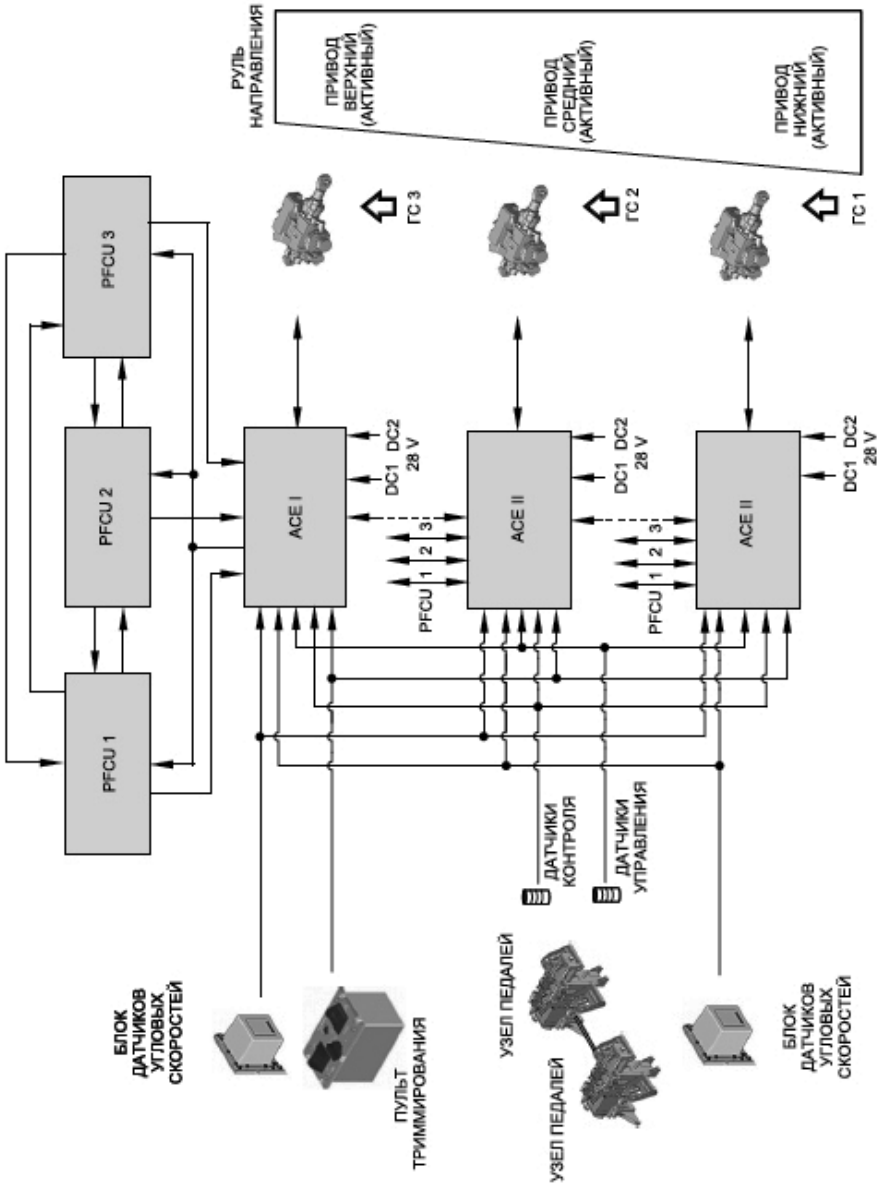 PFCU 1
PFCU 2
PFCU 3
РУЛЬ
НАПРАВЛЕНИЯ
БЛОК
ДАТЧИКОВ
УГЛОВЫХ
СКОРОСТЕЙ
ACE I
DC1 DC2
28 V
ГС 3
ПРИВОД
ВЕРХНИЙ
(АКТИВНЫЙ)
ПУЛЬТ
ТРИММИРОВАНИЯ
PFCU 1 2 3
УЗЕЛ ПЕДАЛЕЙ
УЗЕЛ ПЕДАЛЕЙ
ДАТЧИКИ
КОНТРОЛЯ
ДАТЧИКИ
УПРАВЛЕНИЯ
ACE II
DC1 DC2
28 V
ГС 2
ПРИВОД
СРЕДНИЙ
(АКТИВНЫЙ)
PFCU 1 2 3
БЛОК
ДАТЧИКОВ
УГЛОВЫХ
СКОРОСТЕЙ
ACE II
DC1 DC2
28 V
ГС 1
ПРИВОД
НИЖНИЙ
(АКТИВНЫЙ)